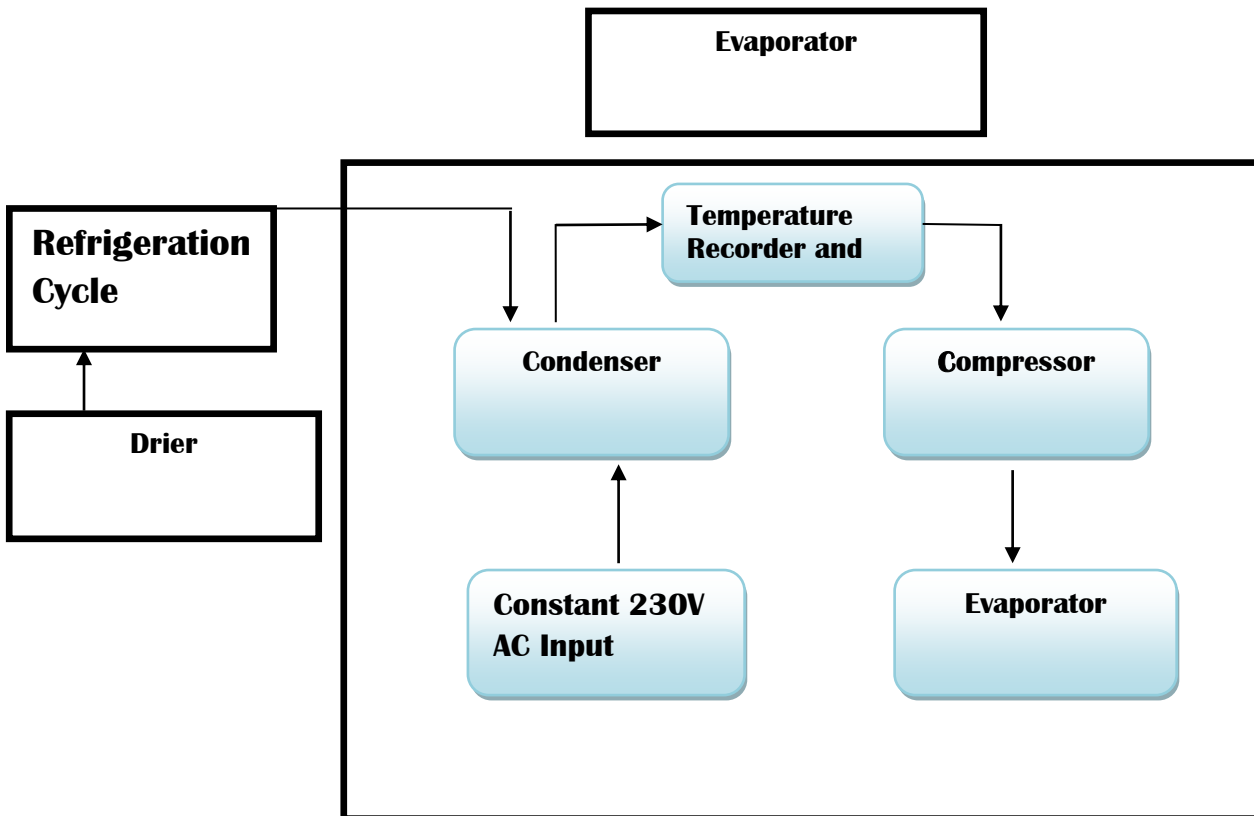 Evaporator
Refrigeration
Cycle
Temperature
Recorder and
Condenser
Compressor
Drier
Constant 230V
AC Input
Evaporator